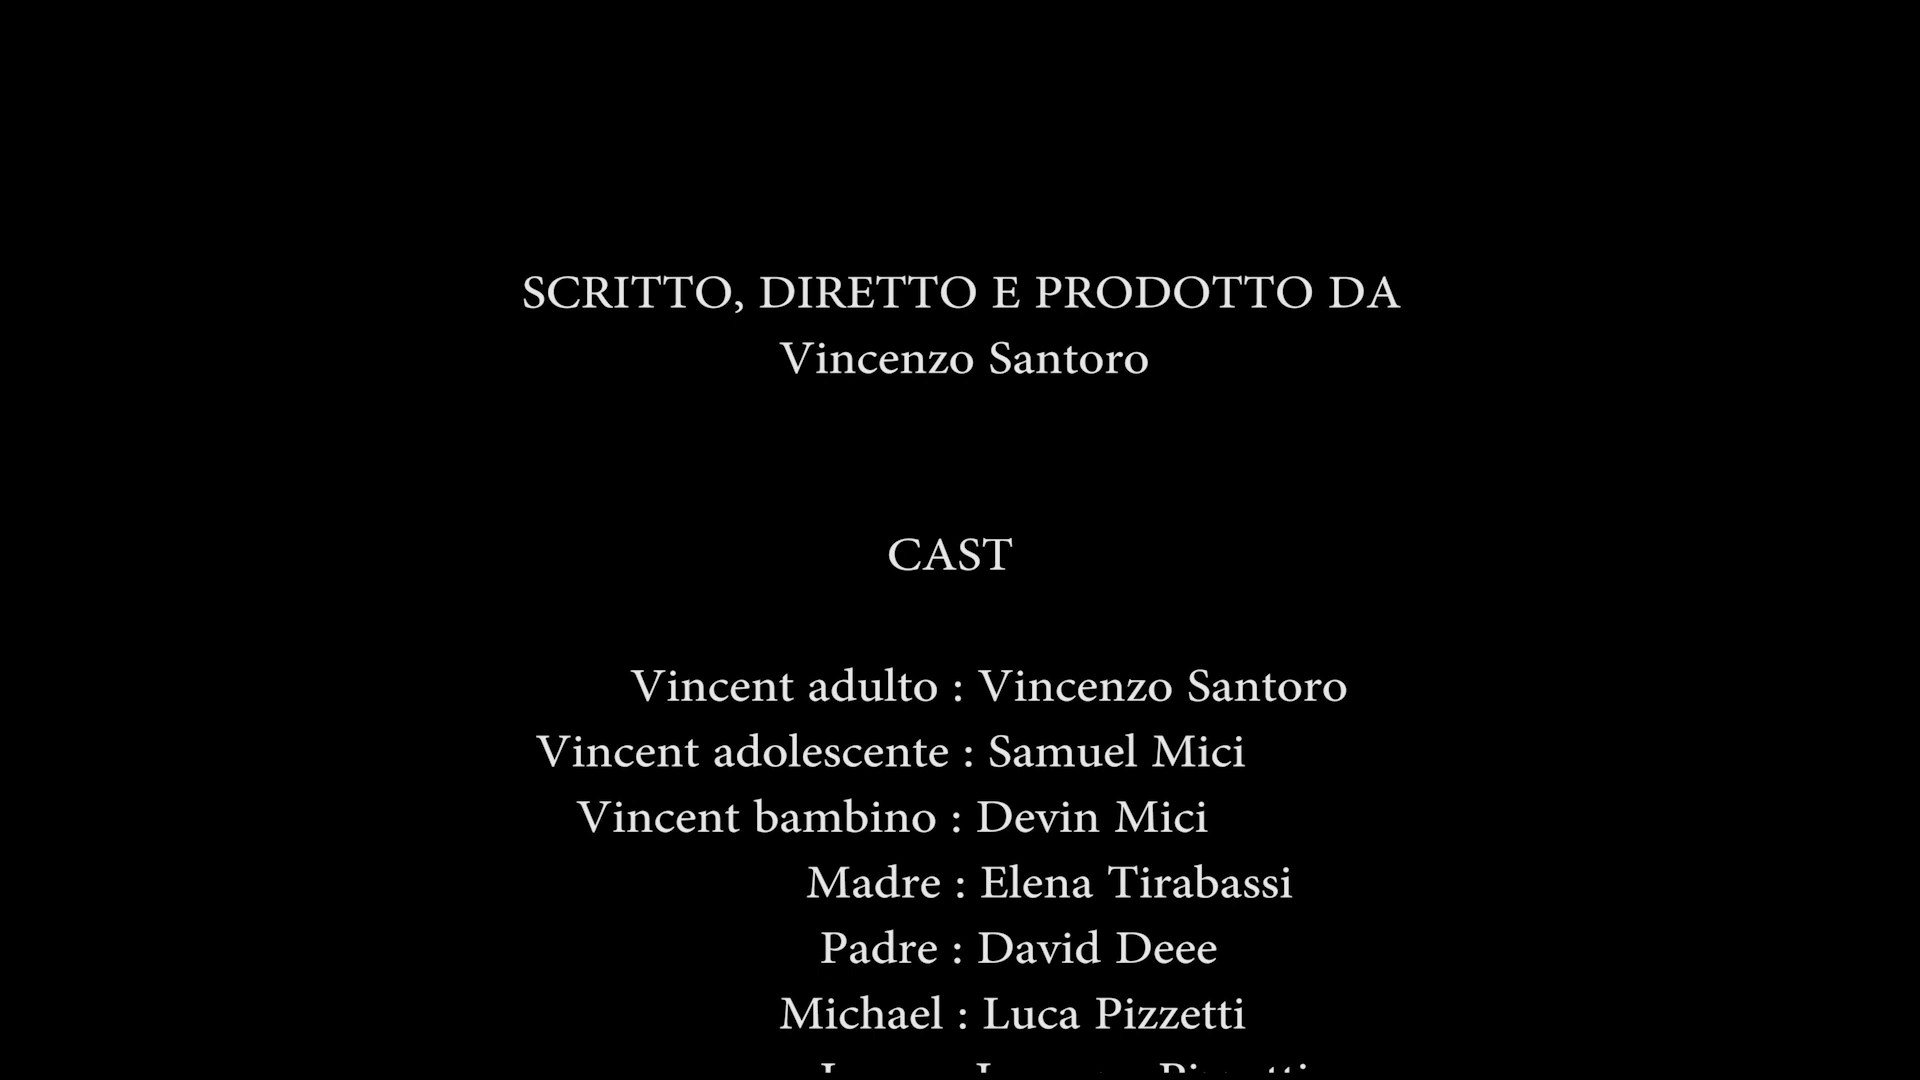 SCRITTO, DIRETTO E PRODOTTO DA
Vincenzo Santoro
CAST
Vincent adulto : Vincenzo Santoro
Vincent adolescente : Samuel Mici
Vincent bambino : Devin Mici
Madre : Elena Tirabassi
Padre : David Deee
Michael : Luca Pizzetti